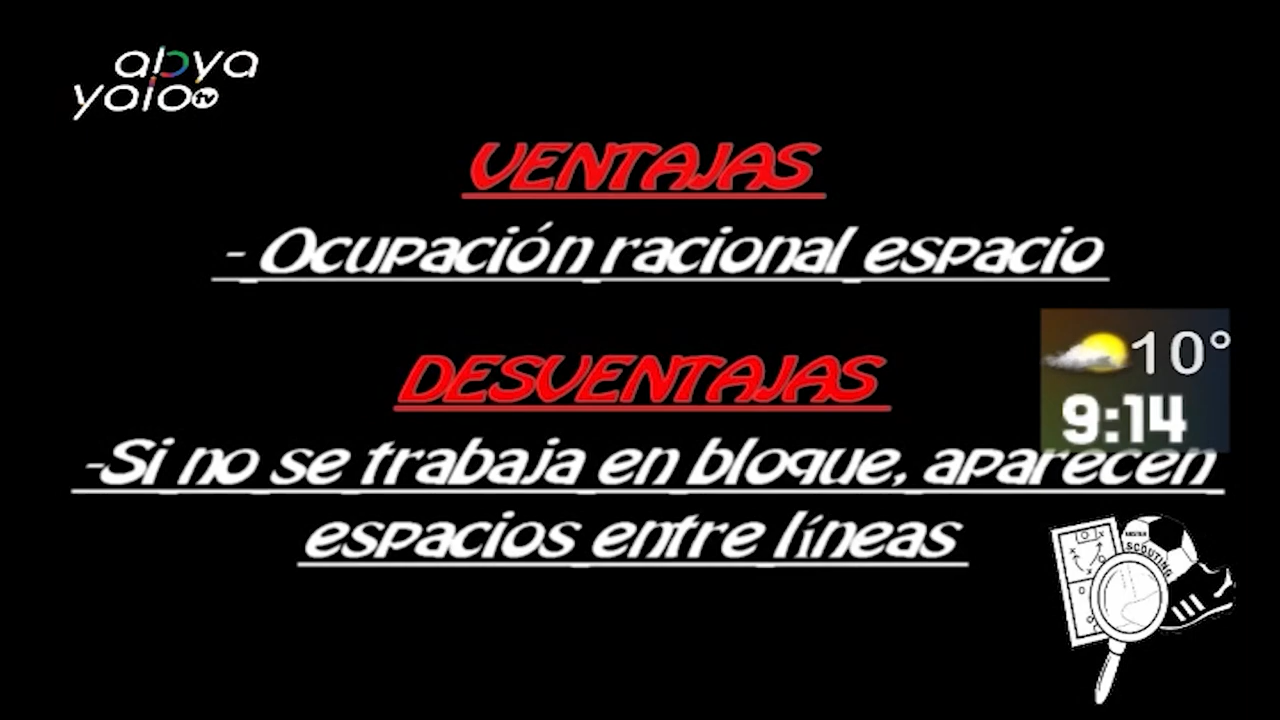 abya
yala tv
VENTAJAS
- Ocupación racional espacio
DESVENTAJAS
10°
9:14
-Si no se trabaja en bloque, aparecen
espacios entre líneas
SCOUTING